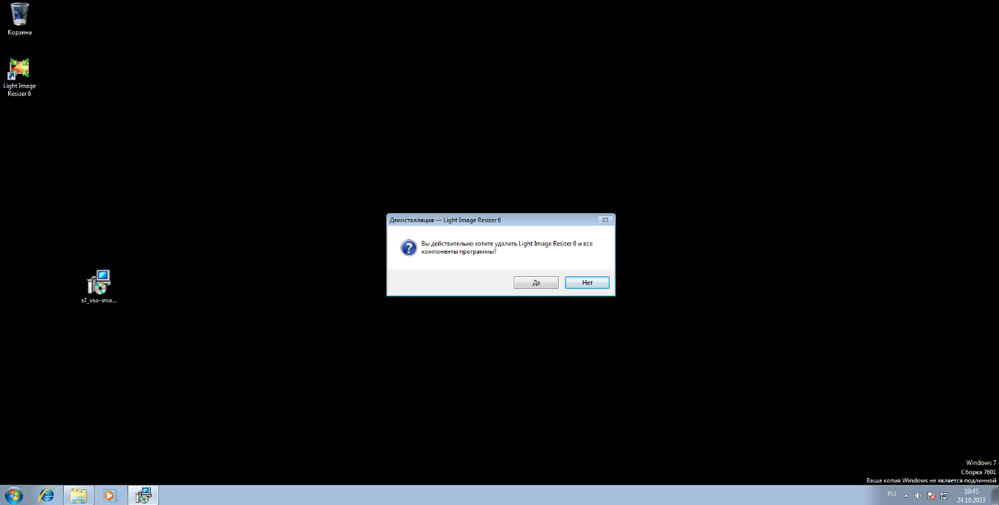 Корзина
Light Image
Resizer 6
Деинсталляция — Light Image Resizer 6
Вы действительно хотите удалить Light Image Resizer 6 и все
компоненты программы?
Да
Нет
s7_vso-ima...
Windows 7
Сборка 7601
Ваша копия Windows не является подлинной
RU
10:45
24.10.2023